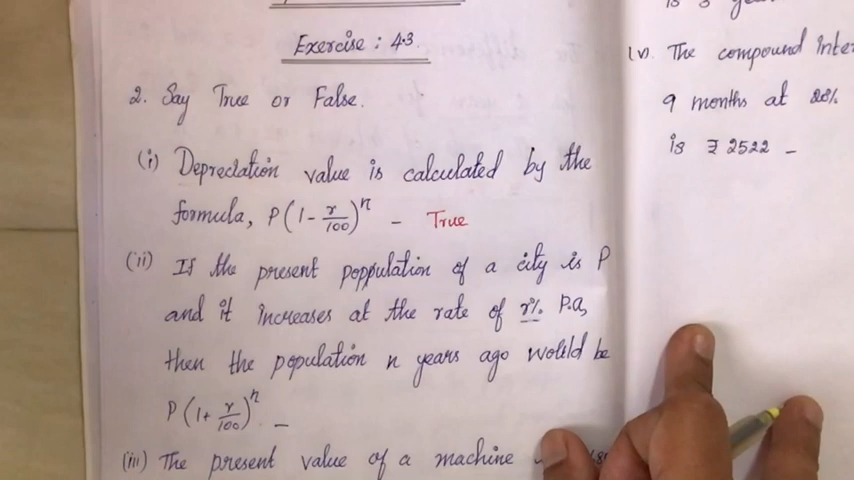 Exercise : 4.3
2. Say True or False.
(i) Depreciation value is calculated by the
formula, P(1 - r/100)^n - True
(ii) If the present poppulation of a city is P
and it increases at the rate of r% P.a,
then the population n years ago would be
P(1 + r/100)^n -
(iii) The present value of a machine
(v). The compound Inter
9 months at 20%
is ₹ 2522 -